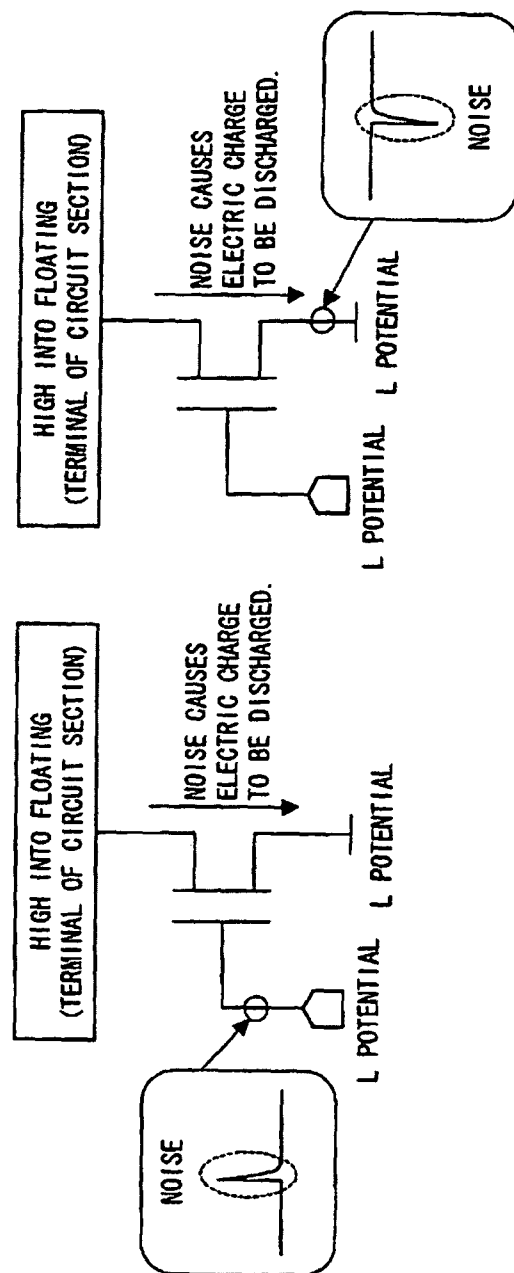 HIGH INTO FLOATING
(TERMINAL OF CIRCUIT SECTION)
NOISE CAUSES
ELECTRIC CHARGE
TO BE DISCHARGED.
NOISE
L POTENTIAL
L POTENTIAL
HIGH INTO FLOATING
(TERMINAL OF CIRCUIT SECTION)
NOISE CAUSES
ELECTRIC CHARGE
TO BE DISCHARGED.
L POTENTIAL
L POTENTIAL
NOISE